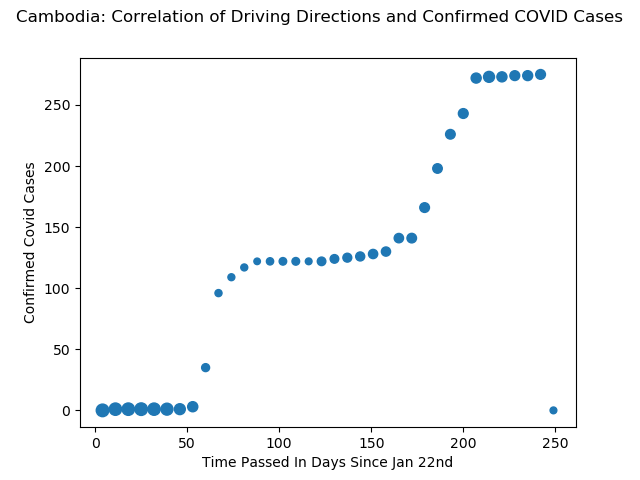 Cambodia: Correlation of Driving Directions and Confirmed COVID Cases
Confirmed Covid Cases
250
200
150
100
50
0
0 50 100 150 200 250
Time Passed In Days Since Jan 22nd